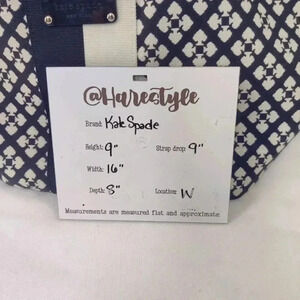 @Harestyle
Brand: Kate Spade
Height: 9" Strap drop: 9"
Width: 16"
Depth: 8" Location: W
Measurements are measured flat and approximate